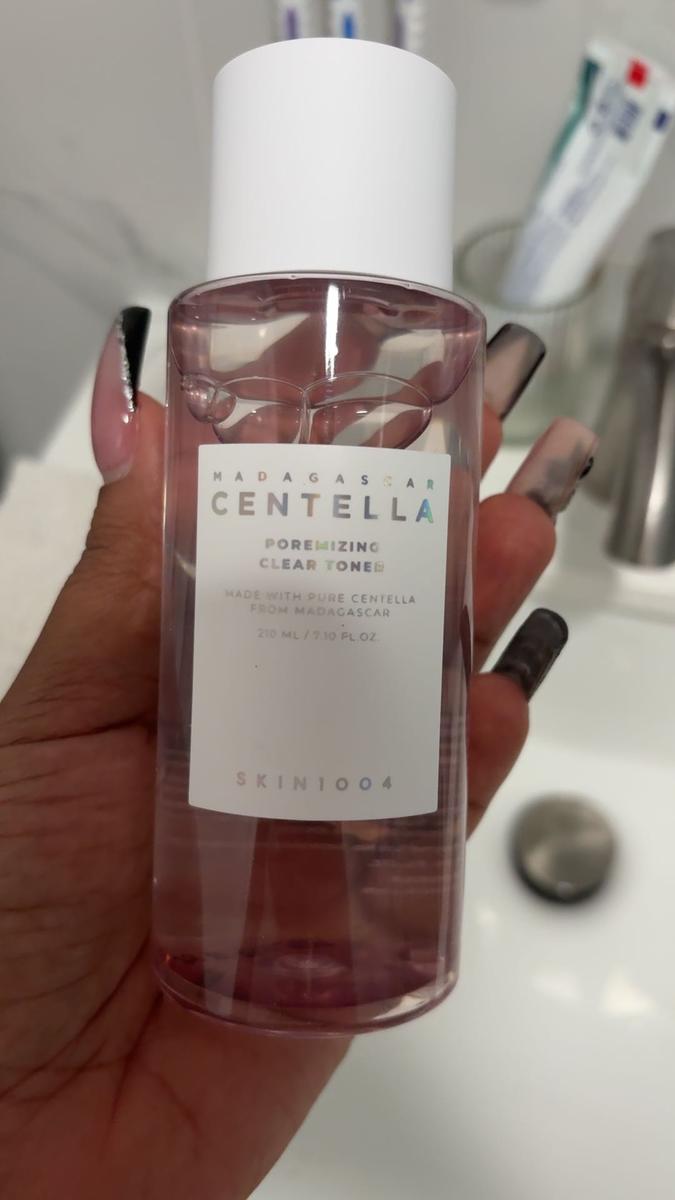 MADAGASCAR
CENTELLA
POREMIZING
CLEAR TONER
MADE WITH PURE CENTELLA
FROM MADAGASCAR
210 ML / 7.10 FL.OZ.
SKIN1004